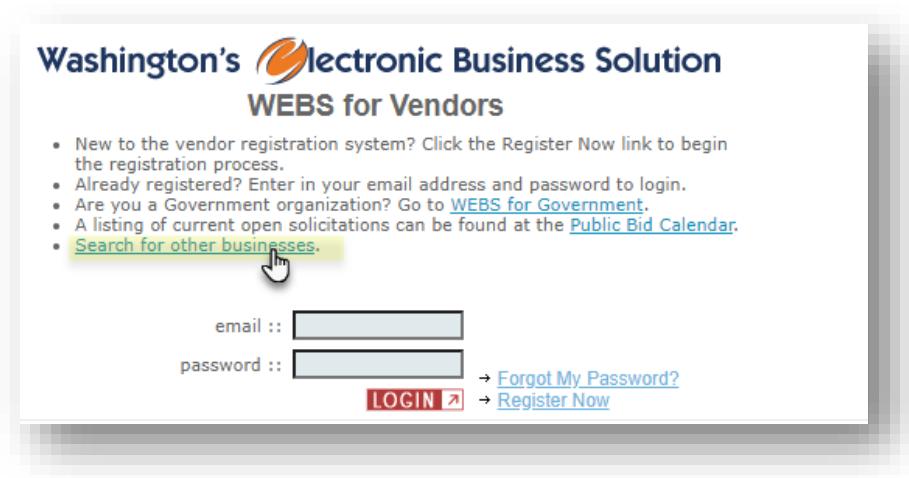 Washington's Electronic Business Solution
WEBS for Vendors
• New to the vendor registration system? Click the Register Now link to begin
the registration process.
• Already registered? Enter in your email address and password to login.
• Are you a Government organization? Go to WEBS for Government.
• A listing of current open solicitations can be found at the Public Bid Calendar.
• Search for other businesses.
email ::
password ::
→ Forgot My Password?
LOGIN → Register Now